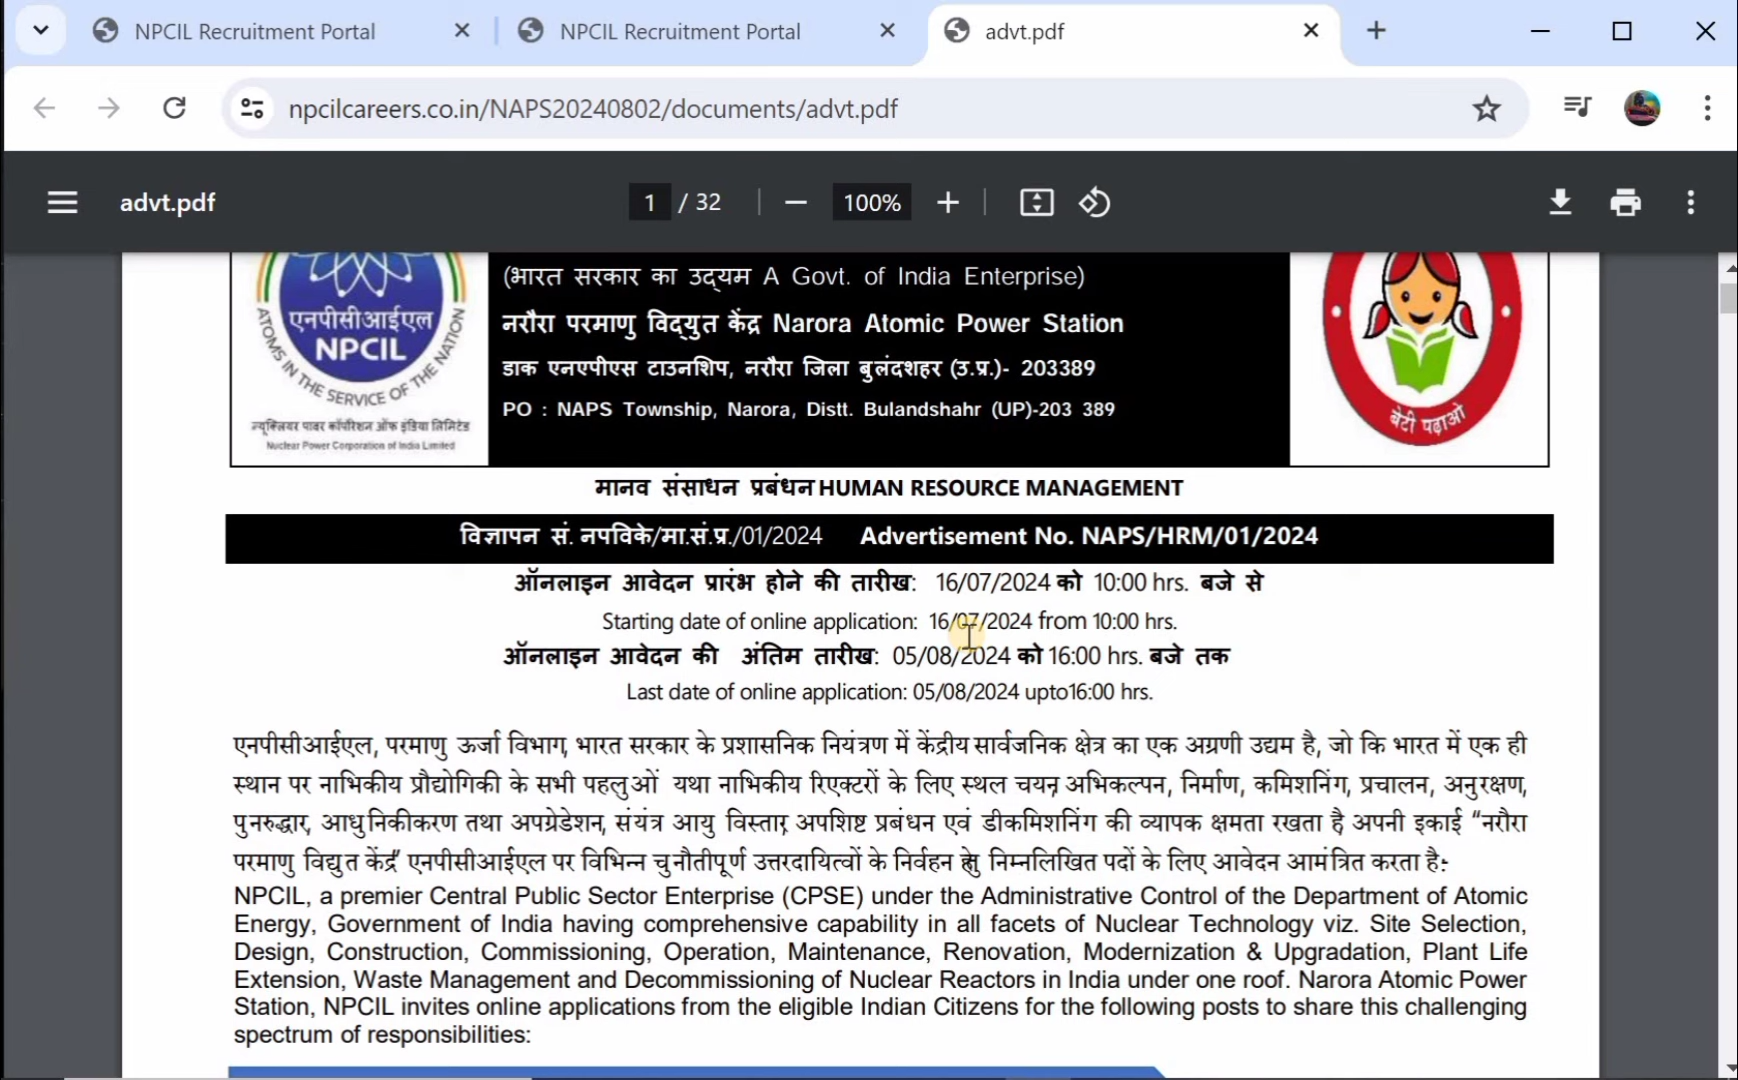 NPCIL Recruitment Portal
NPCIL Recruitment Portal
advt.pdf
npcilcareers.co.in/NAPS20240802/documents/advt.pdf
advt.pdf
1 / 32
100%
एनपीसीआईएल
NPCIL
ATOMS IN THE SERVICE OF THE NATION
न्यूक्लियर पावर कॉर्पोरेशन ऑफ इंडिया लिमिटेड
Nuclear Power Corporation of India Limited
(भारत सरकार का उद्यम A Govt. of India Enterprise)
नरौरा परमाणु विद्युत केंद्र Narora Atomic Power Station
डाक एनएपीएस टाउनशिप, नरौरा जिला बुलंदशहर (उ.प्र.)- 203389
PO : NAPS Township, Narora, Distt. Bulandshahr (UP)-203 389
बेटी पढ़ाओ
मानव संसाधन प्रबंधन HUMAN RESOURCE MANAGEMENT
विज्ञापन सं. नपविके/मा.सं.प्र./01/2024 Advertisement No. NAPS/HRM/01/2024
ऑनलाइन आवेदन प्रारंभ होने की तारीख: 16/07/2024 को 10:00 hrs. बजे से
Starting date of online application: 16/07/2024 from 10:00 hrs.
ऑनलाइन आवेदन की अंतिम तारीख: 05/08/2024 को 16:00 hrs. बजे तक
Last date of online application: 05/08/2024 upto16:00 hrs.
एनपीसीआईएल, परमाणु ऊर्जा विभाग, भारत सरकार के प्रशासनिक नियंत्रण में केंद्रीय सार्वजनिक क्षेत्र का एक अग्रणी उद्यम है, जो कि भारत में एक ही
स्थान पर नाभिकीय प्रौद्योगिकी के सभी पहलुओं यथा नाभिकीय रिएक्टरों के लिए स्थल चयन, अभिकल्पन, निर्माण, कमिशनिंग, प्रचालन, अनुरक्षण,
पुनरुद्धार, आधुनिकीकरण तथा अपग्रेडेशन, संयंत्र आयु विस्तार, अपशिष्ट प्रबंधन एवं डीकमिशनिंग की व्यापक क्षमता रखता है, अपनी इकाई “नरौरा
परमाणु विद्युत केंद्र” एनपीसीआईएल पर विभिन्न चुनौतीपूर्ण उत्तरदायित्वों के निर्वहन हेतु निम्नलिखित पदों के लिए आवेदन आमंत्रित करता है:-
NPCIL, a premier Central Public Sector Enterprise (CPSE) under the Administrative Control of the Department of Atomic
Energy, Government of India having comprehensive capability in all facets of Nuclear Technology viz. Site Selection,
Design, Construction, Commissioning, Operation, Maintenance, Renovation, Modernization & Upgradation, Plant Life
Extension, Waste Management and Decommissioning of Nuclear Reactors in India under one roof. Narora Atomic Power
Station, NPCIL invites online applications from the eligible Indian Citizens for the following posts to share this challenging
spectrum of responsibilities: